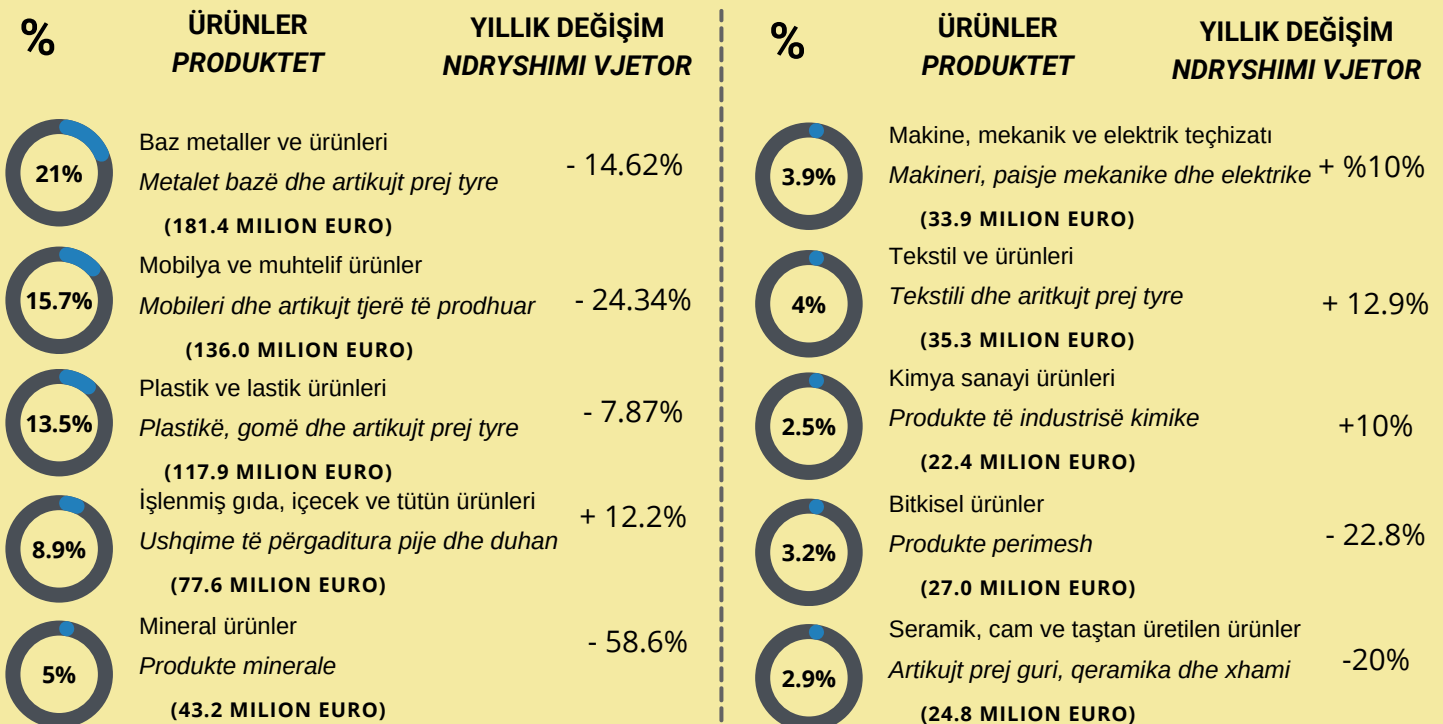 %
ÜRÜNLER
PRODUKTET
YILLIK DEĞİŞİM
NDRYSHIMI VJETOR
21%
Baz metaller ve ürünleri
Metalet bazë dhe artikujt prej tyre
(181.4 MILION EURO)
- 14.62%
15.7%
Mobilya ve muhtelif ürünler
Mobileri dhe artikujt tjerë të prodhuar
(136.0 MILION EURO)
- 24.34%
13.5%
Plastik ve lastik ürünleri
Plastikë, gomë dhe artikujt prej tyre
(117.9 MILION EURO)
- 7.87%
8.9%
İşlenmiş gıda, içecek ve tütün ürünleri
Ushqime të përgaditura pije dhe duhan
(77.6 MILION EURO)
+ 12.2%
5%
Mineral ürünler
Produkte minerale
(43.2 MILION EURO)
- 58.6%
%
ÜRÜNLER
PRODUKTET
YILLIK DEĞİŞİM
NDRYSHIMI VJETOR
3.9%
Makine, mekanik ve elektrik teçhizatı
Makineri, paisje mekanike dhe elektrike
(33.9 MILION EURO)
+ %10%
4%
Tekstil ve ürünleri
Tekstili dhe aritkujt prej tyre
(35.3 MILION EURO)
+ 12.9%
2.5%
Kimya sanayi ürünleri
Produkte të industrisë kimike
(22.4 MILION EURO)
+10%
3.2%
Bitkisel ürünler
Produkte perimesh
(27.0 MILION EURO)
- 22.8%
2.9%
Seramik, cam ve taştan üretilen ürünler
Artikujt prej guri, qeramika dhe xhami
(24.8 MILION EURO)
-20%